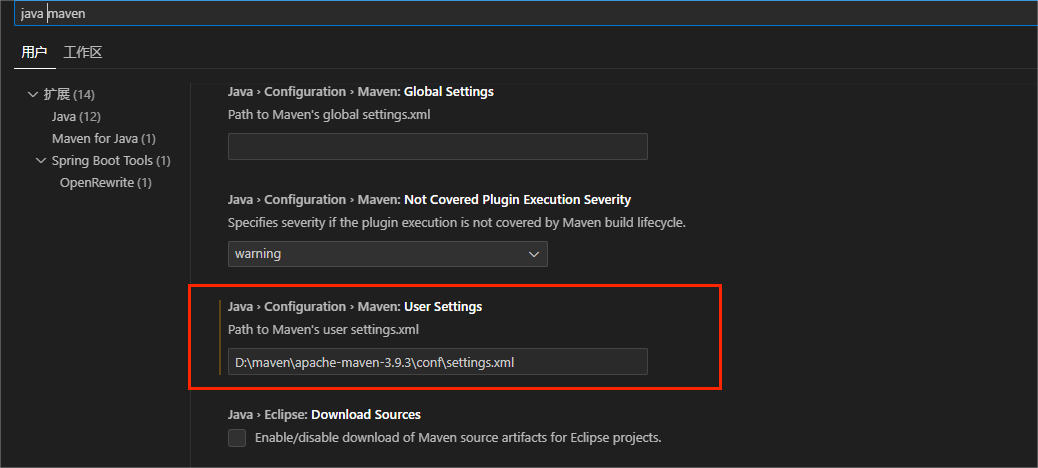 java maven
用户 工作区
扩展 (14)
Java (12)
Maven for Java (1)
Spring Boot Tools (1)
OpenRewrite (1)
Java › Configuration › Maven: Global Settings
Path to Maven's global settings.xml
Java › Configuration › Maven: Not Covered Plugin Execution Severity
Specifies severity if the plugin execution is not covered by Maven build lifecycle.
warning
Java › Configuration › Maven: User Settings
Path to Maven's user settings.xml
D:\maven\apache-maven-3.9.3\conf\settings.xml
Java › Eclipse: Download Sources
Enable/disable download of Maven source artifacts for Eclipse projects.